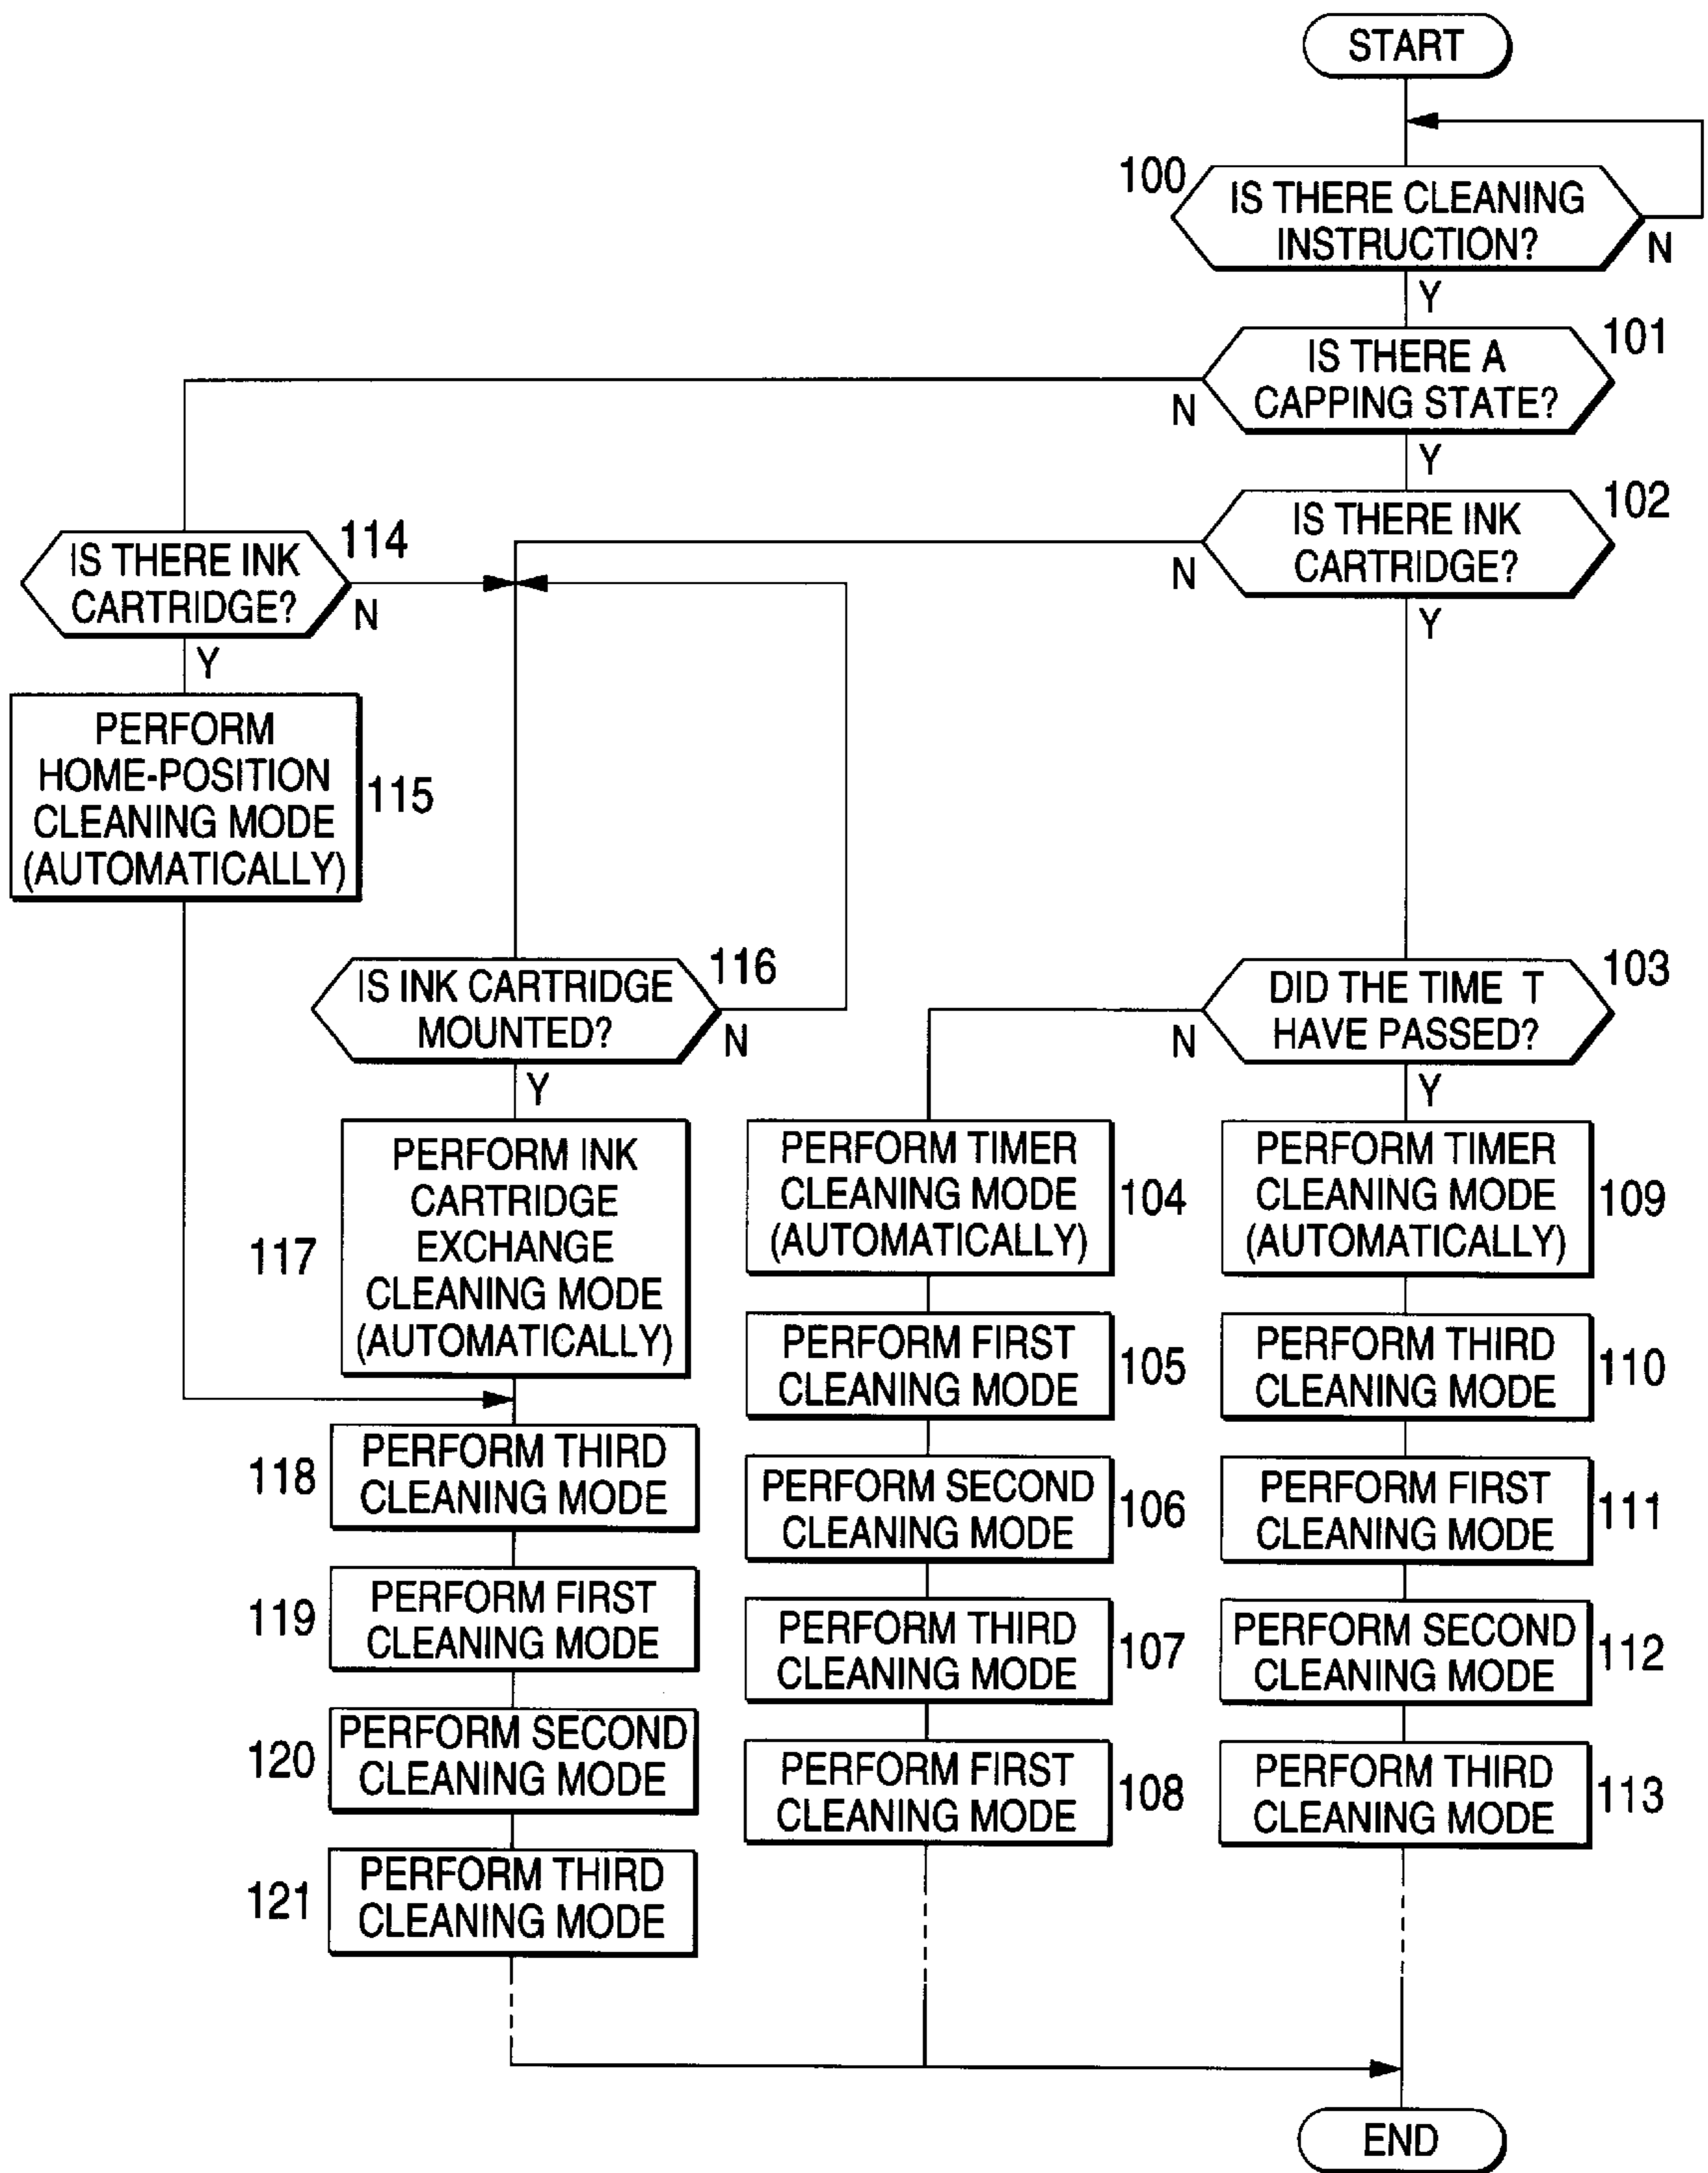 START
100
IS THERE CLEANING
INSTRUCTION?
N
Y
101
IS THERE A
CAPPING STATE?
N
Y
102
IS THERE INK
CARTRIDGE?
N
Y
114
IS THERE INK
CARTRIDGE?
N
Y
PERFORM
HOME-POSITION
CLEANING MODE
(AUTOMATICALLY)
115
116
IS INK CARTRIDGE
MOUNTED?
N
Y
103
DID THE TIME T
HAVE PASSED?
N
Y
117
PERFORM INK
CARTRIDGE
EXCHANGE
CLEANING MODE
(AUTOMATICALLY)
118
PERFORM THIRD
CLEANING MODE
119
PERFORM FIRST
CLEANING MODE
120
PERFORM SECOND
CLEANING MODE
121
PERFORM THIRD
CLEANING MODE
PERFORM TIMER
CLEANING MODE
(AUTOMATICALLY)
104
PERFORM FIRST
CLEANING MODE
105
PERFORM SECOND
CLEANING MODE
106
PERFORM THIRD
CLEANING MODE
107
PERFORM FIRST
CLEANING MODE
108
PERFORM TIMER
CLEANING MODE
(AUTOMATICALLY)
109
PERFORM THIRD
CLEANING MODE
110
PERFORM FIRST
CLEANING MODE
111
PERFORM SECOND
CLEANING MODE
112
PERFORM THIRD
CLEANING MODE
113
END